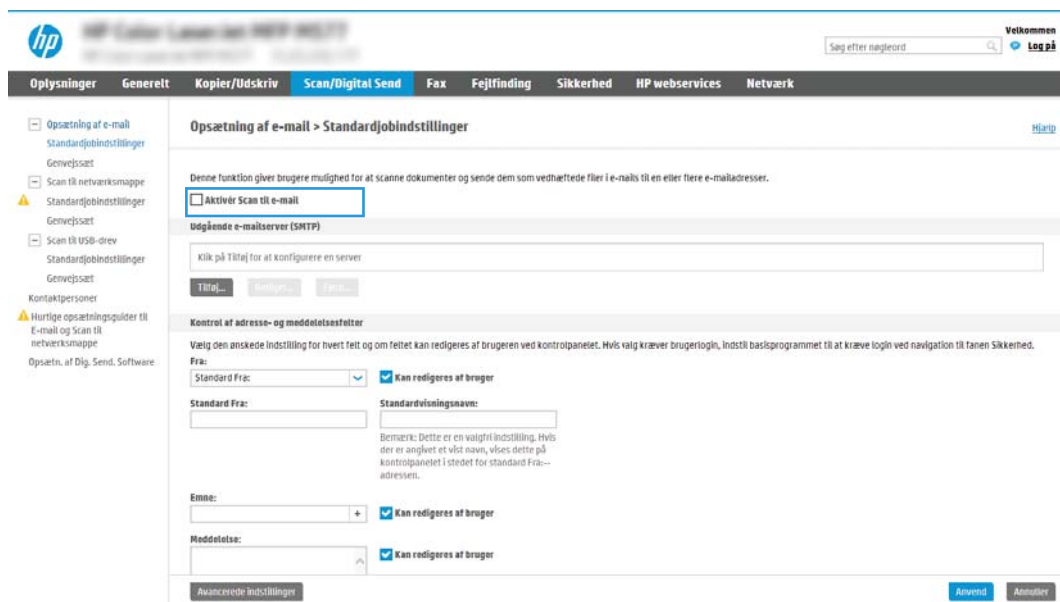 hp
Velkommen
Søg efter nøgleord
Log på
Oplysninger Generelt Kopier/Udskriv Scan/Digital Send Fax Fejlfinding Sikkerhed HP webservices Netværk
Opsætning af e-mail
Standardjobindstillinger
Genvejssæt
Scan til netværksmappe
Standardjobindstillinger
Genvejssæt
Scan til USB-drev
Standardjobindstillinger
Genvejssæt
Kontaktpersoner
Hurtige opsætningsguider til
E-mail og Scan til
netværksmappe
Opsætn. af Dig. Send. Software
Opsætning af e-mail > Standardjobindstillinger
Hjælp
Denne funktion giver brugere mulighed for at scanne dokumenter og sende dem som vedhæftede filer i e-mails til en eller flere e-mailadresser.
Aktivér Scan til e-mail
Udgående e-mailserver (SMTP)
Klik på Tilføj for at konfigurere en server
Tilføj...
Kontrol af adresse- og meddelelsesfelter
Vælg den ønskede indstilling for hvert felt og om feltet kan redigeres af brugeren ved kontrolpanelet. Hvis valg kræver brugerlogin, indstil basisprogrammet til at kræve login ved navigation til fanen Sikkerhed.
Fra:
Standard Fra: Kan redigeres af bruger
Standard Fra: Standardvisningsnavn:
Bemærk: Dette er en valgfri indstilling. Hvis
der er angivet et vist navn, vises dette på
kontrolpanelet i stedet for standard Fra:--
adressen.
Emne:
+ Kan redigeres af bruger
Meddelelse:
Kan redigeres af bruger
Avancerede indstillinger Anvend Annuller